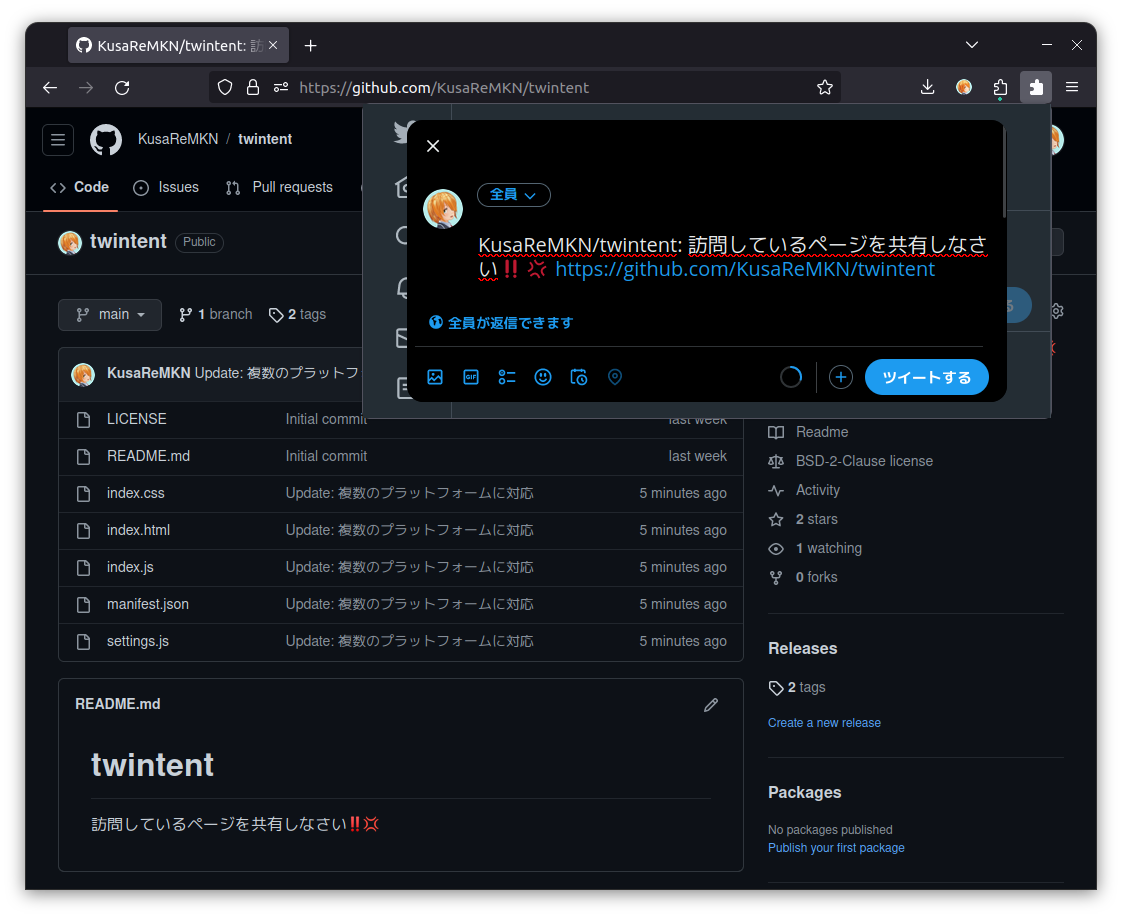 KusaReMKN/twintent: 訪
https://github.com/KusaReMKN/twintent
KusaReMKN / twintent
Code
Issues
Pull requests
twintent
Public
全員
KusaReMKN/twintent: 訪問しているページを共有しなさ
い‼️💢 https://github.com/KusaReMKN/twintent
全員が返信できます
GIF
ツイートする
main
1 branch
2 tags
KusaReMKN Update: 複数のプラットフ
LICENSE Initial commit last week
README.md Initial commit last week
index.css Update: 複数のプラットフォームに対応 5 minutes ago
index.html Update: 複数のプラットフォームに対応 5 minutes ago
index.js Update: 複数のプラットフォームに対応 5 minutes ago
manifest.json Update: 複数のプラットフォームに対応 5 minutes ago
settings.js Update: 複数のプラットフォームに対応 5 minutes ago
README.md
twintent
訪問しているページを共有しなさい‼️💢
る
Readme
BSD-2-Clause license
Activity
2 stars
1 watching
0 forks
Releases
2 tags
Create a new release
Packages
No packages published
Publish your first package